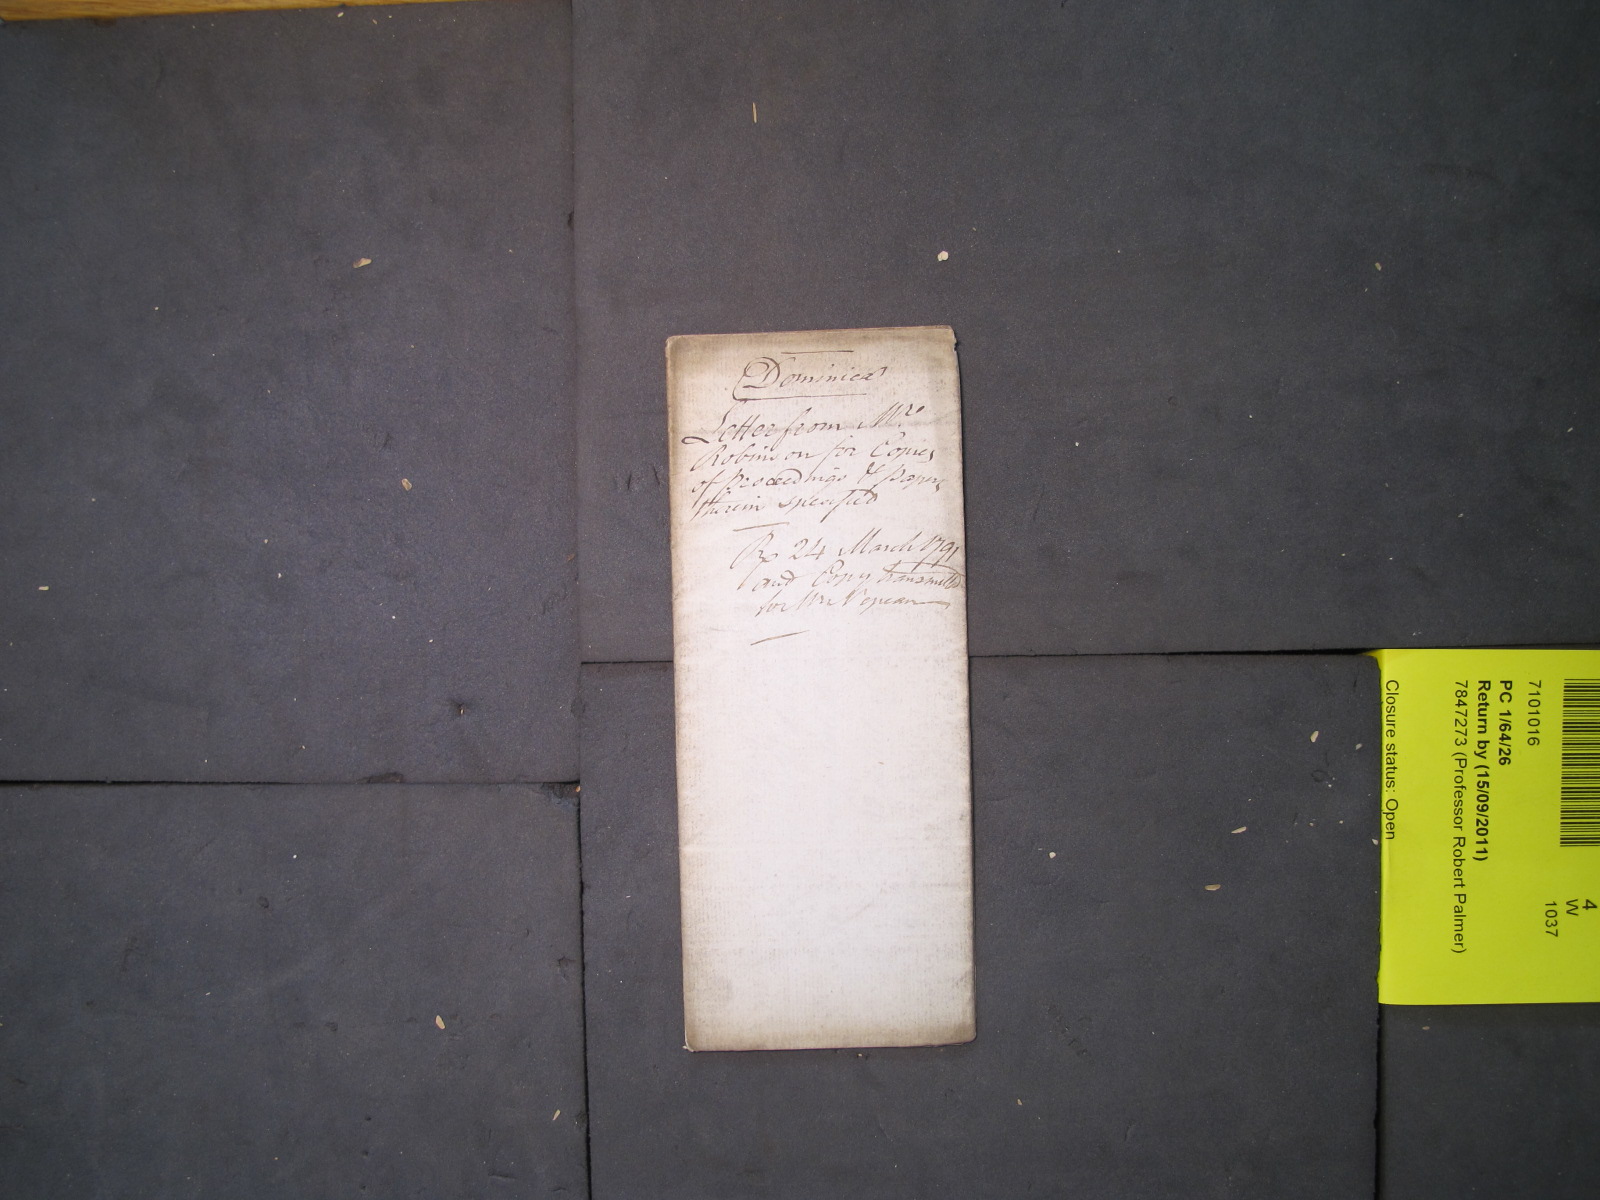 Dominica
Letter from Mr.
Robinson for Copies
of Proceedings & Papers
therein specified
Rx 24 March 1791
and Copy transmitted
for Mr Nepean
7101016
PC 1/64/26
Return by (15/09/2011)
7847273 (Professor Robert Palmer)
Closure status: Open
4
W
1037